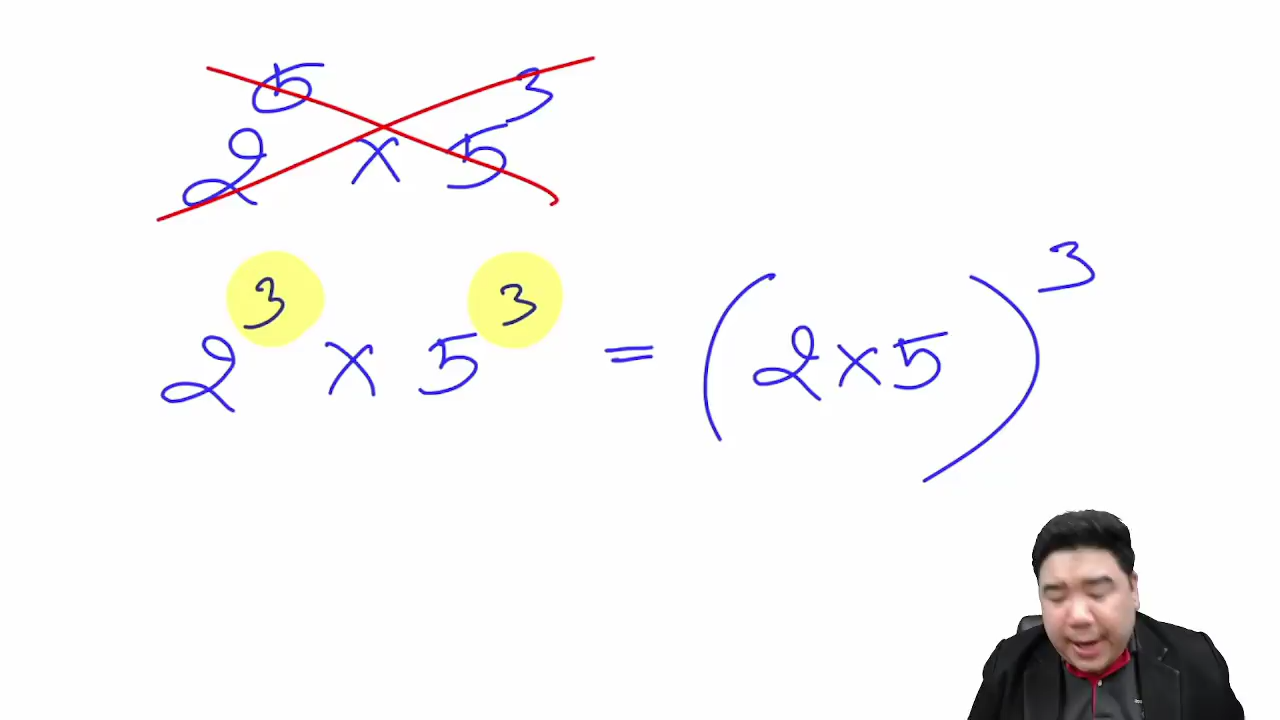 2⁵ × 5³
2³ × 5³ = (2×5)³